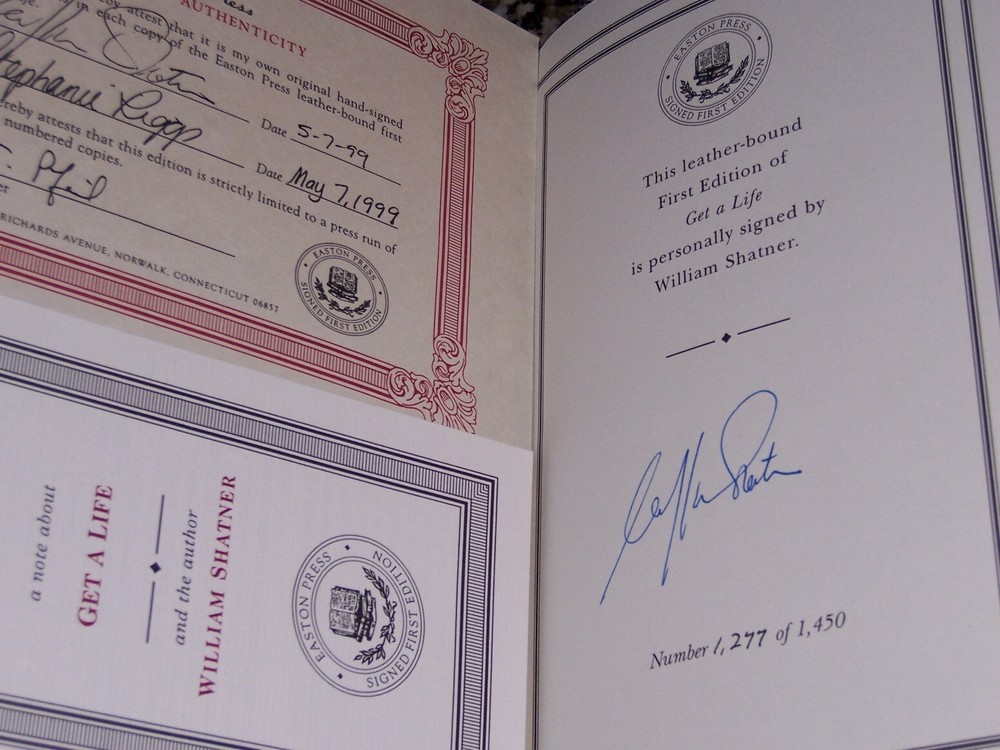 AUTHENTICITY
attest that it is my own original hand-signed
in each copy of the Easton Press leather-bound first
Date 5-7-99
Stephanie Riggs
Date May 7, 1999
hereby attests that this edition is strictly limited to a press run of
numbered copies.
RICHARDS AVENUE, NORWALK, CONNECTICUT 06857
EASTON PRESS
SIGNED FIRST EDITION
a note about
GET A LIFE
and the author
WILLIAM SHATNER
EASTON PRESS
SIGNED FIRST EDITION
EASTON PRESS
SIGNED FIRST EDITION
This leather-bound
First Edition of
Get a Life
is personally signed by
William Shatner.
Number 1,277 of 1,450